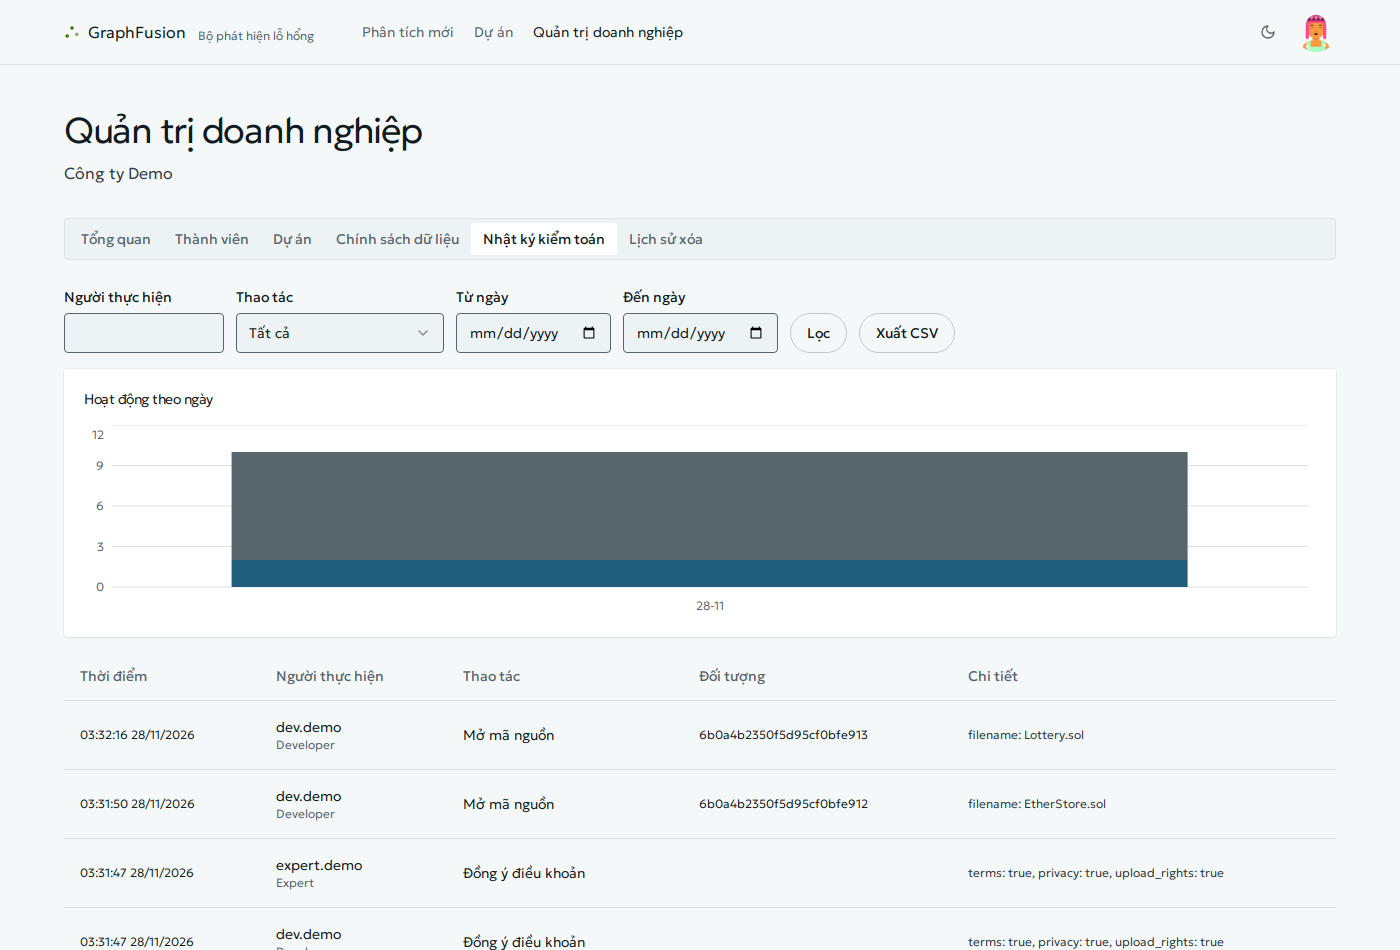 GraphFusion Bộ phát hiện lỗ hổng Phân tích mới Dự án Quản trị doanh nghiệp
Quản trị doanh nghiệp
Công ty Demo
Tổng quan Thành viên Dự án Chính sách dữ liệu Nhật ký kiểm toán Lịch sử xóa
Người thực hiện Thao tác Từ ngày Đến ngày
Tất cả mm/dd/yyyy mm/dd/yyyy Lọc Xuất CSV
Hoạt động theo ngày
12
9
6
3
0
28-11
Thời điểm Người thực hiện Thao tác Đối tượng Chi tiết
03:32:16 28/11/2026 dev.demo Mở mã nguồn 6b0a4b2350f5d95cf0bfe913 filename: Lottery.sol
Developer
03:31:50 28/11/2026 dev.demo Mở mã nguồn 6b0a4b2350f5d95cf0bfe912 filename: EtherStore.sol
Developer
03:31:47 28/11/2026 expert.demo Đồng ý điều khoản terms: true, privacy: true, upload_rights: true
Expert
03:31:47 28/11/2026 dev.demo Đồng ý điều khoản terms: true, privacy: true, upload_rights: true